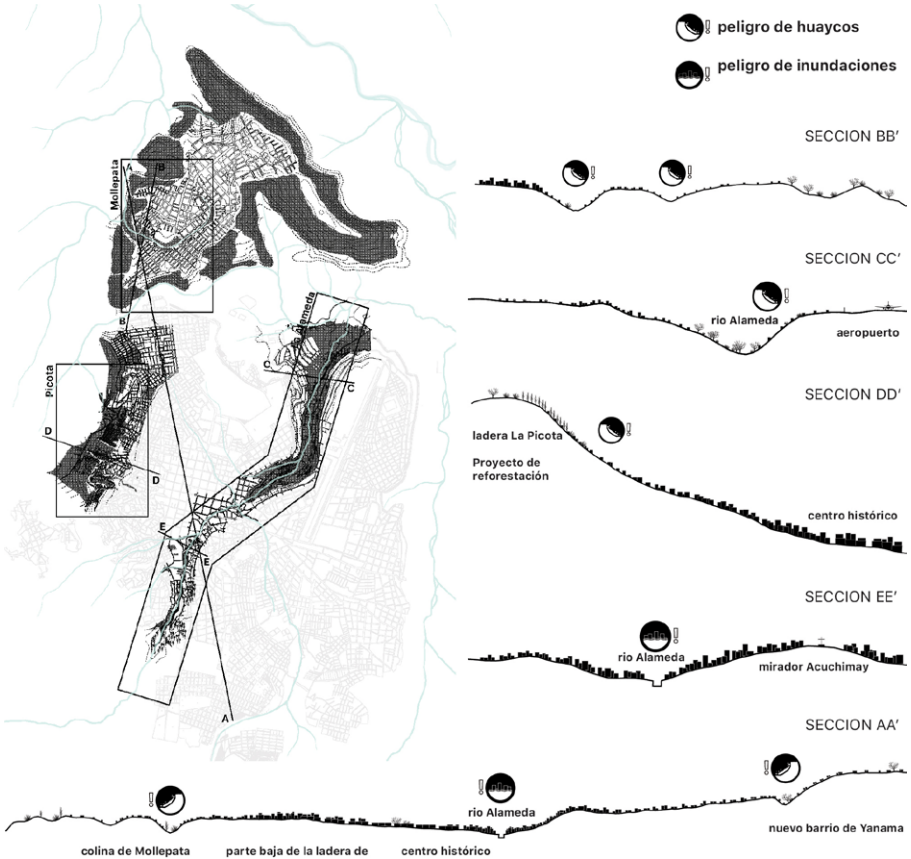 ! peligro de huaycos
! peligro de inundaciones
Mollepata
A
B
B
Picota
D
D
Alameda
C
C
E
E
A
SECCION BB'
!
!
SECCION CC'
!
rio Alameda
aeropuerto
SECCION DD'
!
ladera La Picota
Proyecto de
reforestación
centro histórico
SECCION EE'
!
rio Alameda
mirador Acuchimay
SECCION AA'
!
!
!
rio Alameda
colina de Mollepata
parte baja de la ladera de
centro histórico
nuevo barrio de Yanama